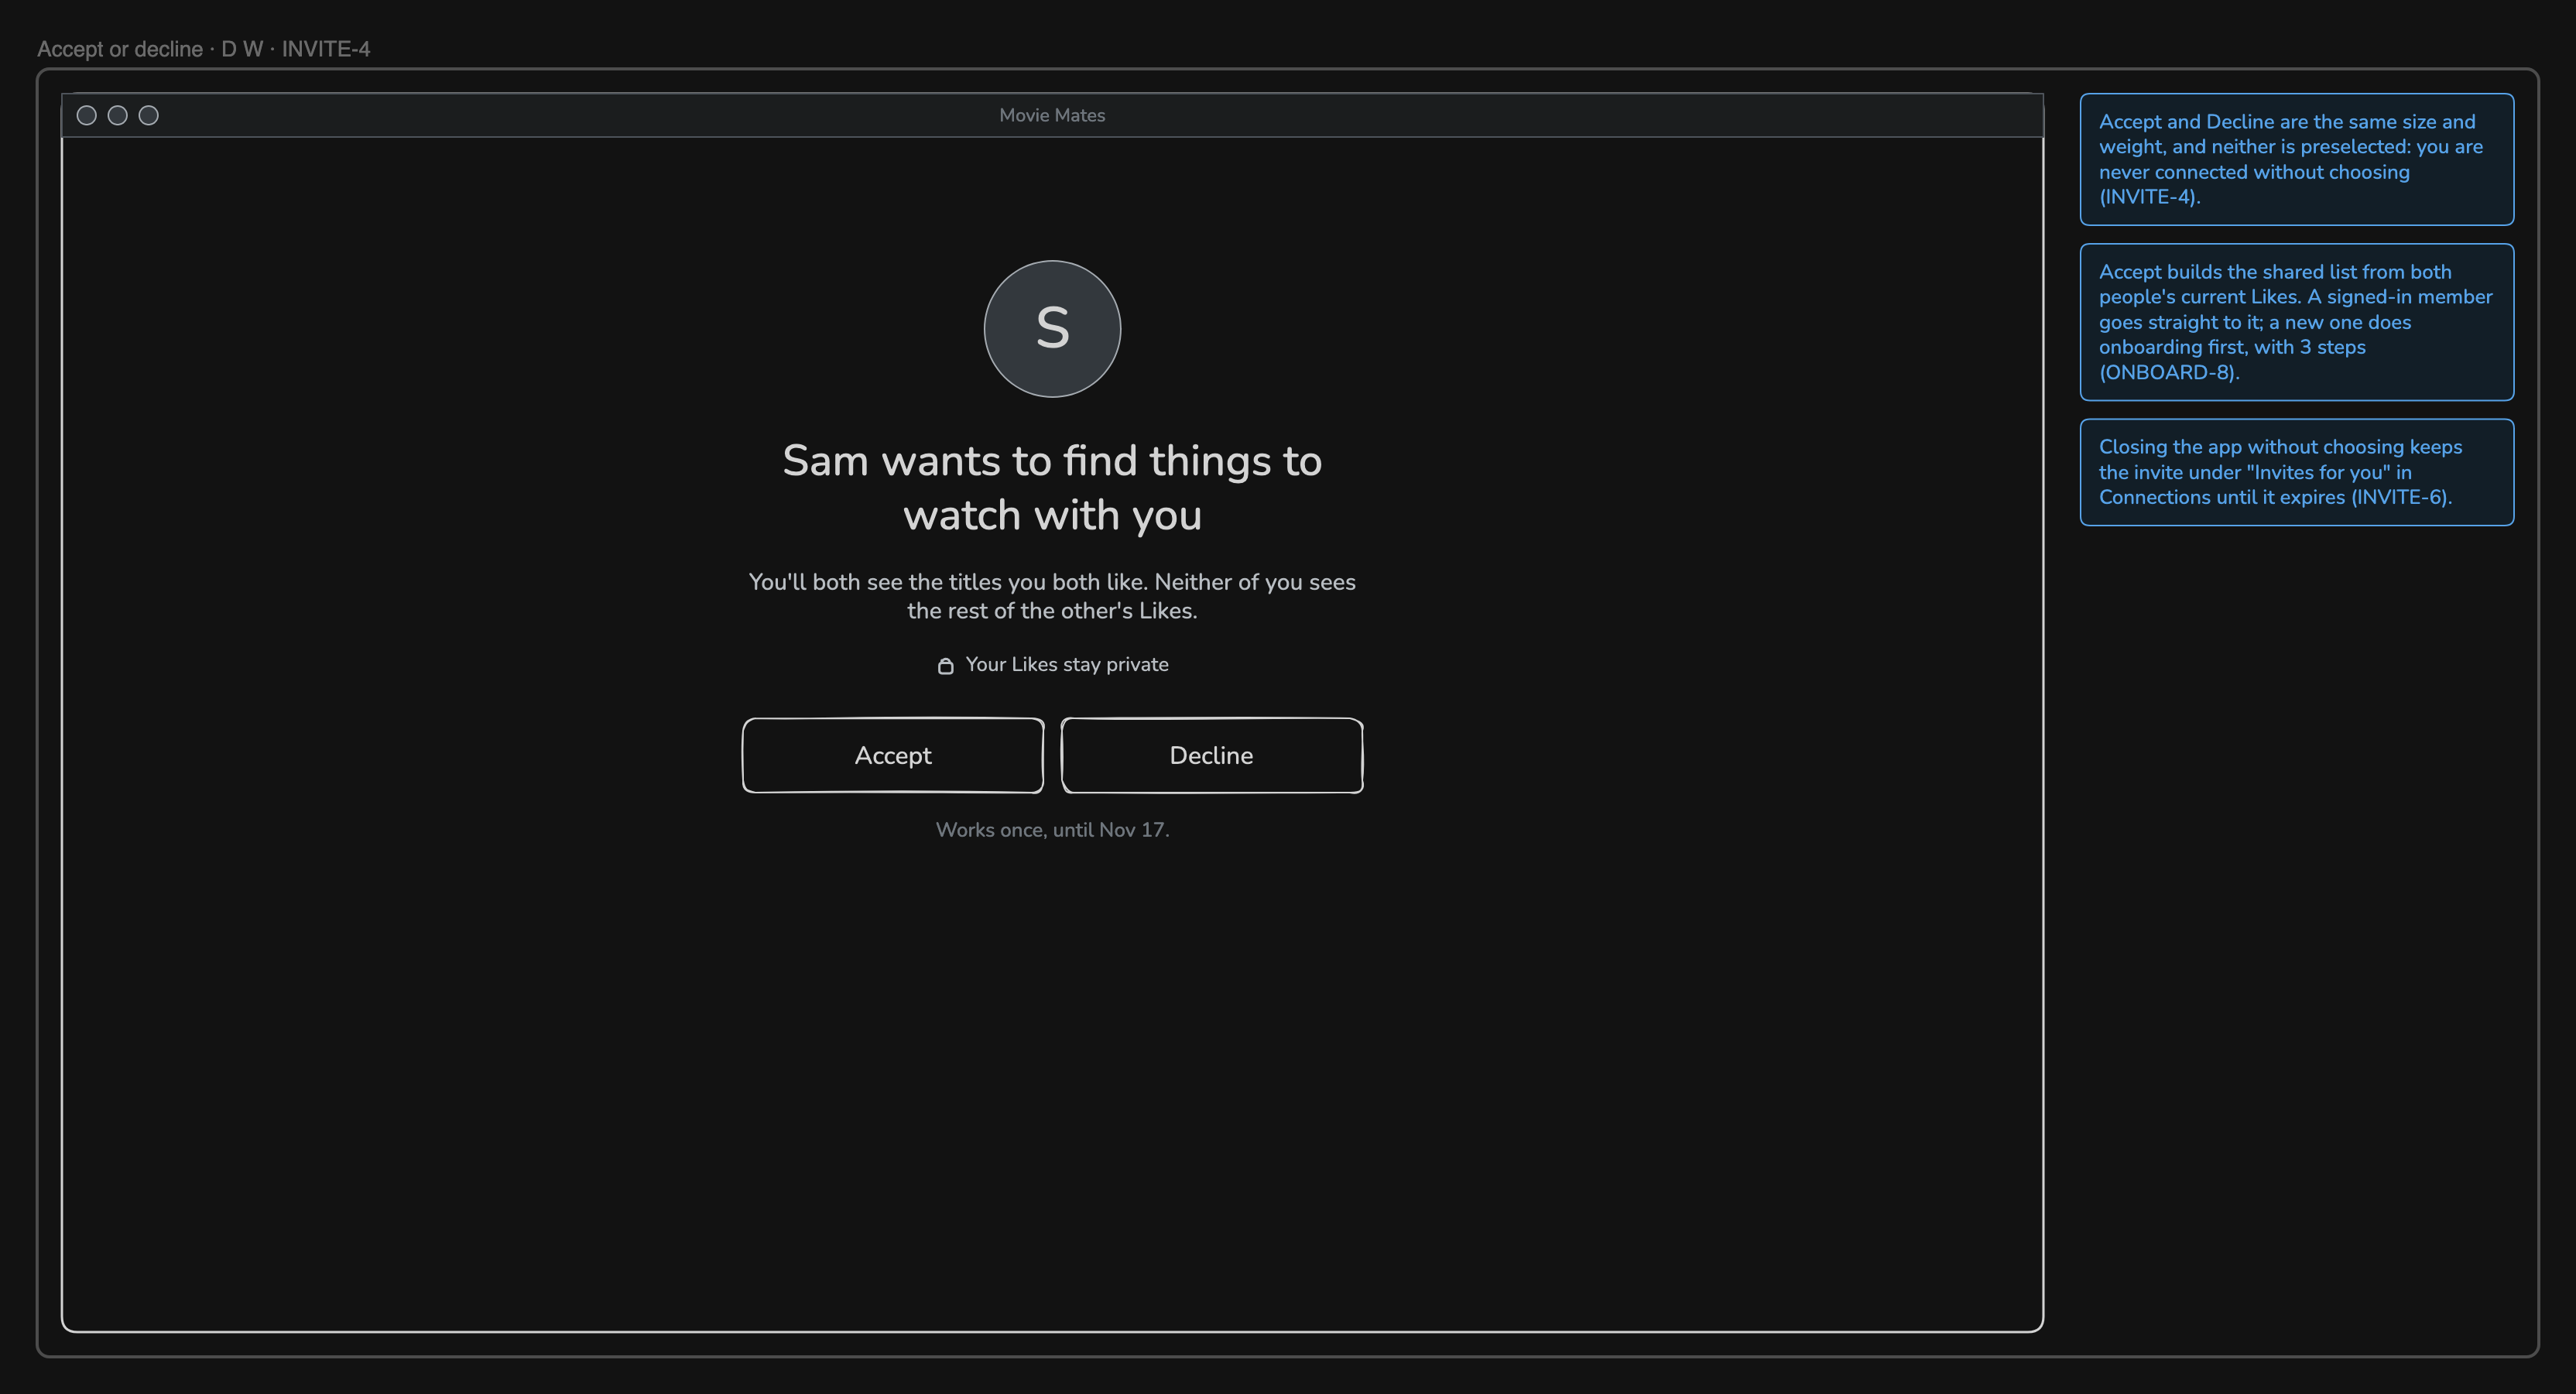 Accept or decline · D W · INVITE-4
Movie Mates
S
Sam wants to find things to
watch with you
You'll both see the titles you both like. Neither of you sees
the rest of the other's Likes.
Your Likes stay private
Accept
Decline
Works once, until Nov 17.
Accept and Decline are the same size and
weight, and neither is preselected: you are
never connected without choosing
(INVITE-4).
Accept builds the shared list from both
people's current Likes. A signed-in member
goes straight to it; a new one does
onboarding first, with 3 steps
(ONBOARD-8).
Closing the app without choosing keeps
the invite under "Invites for you" in
Connections until it expires (INVITE-6).